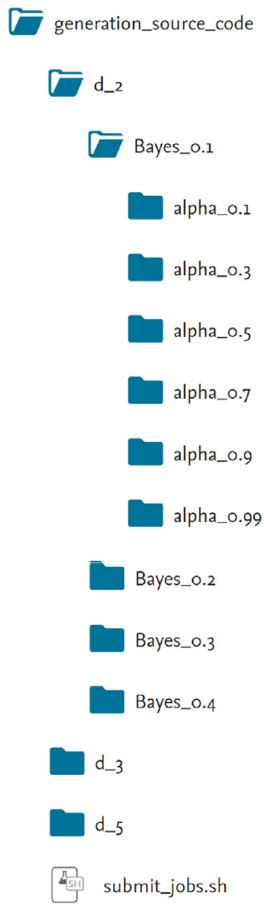 generation_source_code
d_2
Bayes_0.1
alpha_0.1
alpha_0.3
alpha_0.5
alpha_0.7
alpha_0.9
alpha_0.99
Bayes_0.2
Bayes_0.3
Bayes_0.4
d_3
d_5
SH
submit_jobs.sh